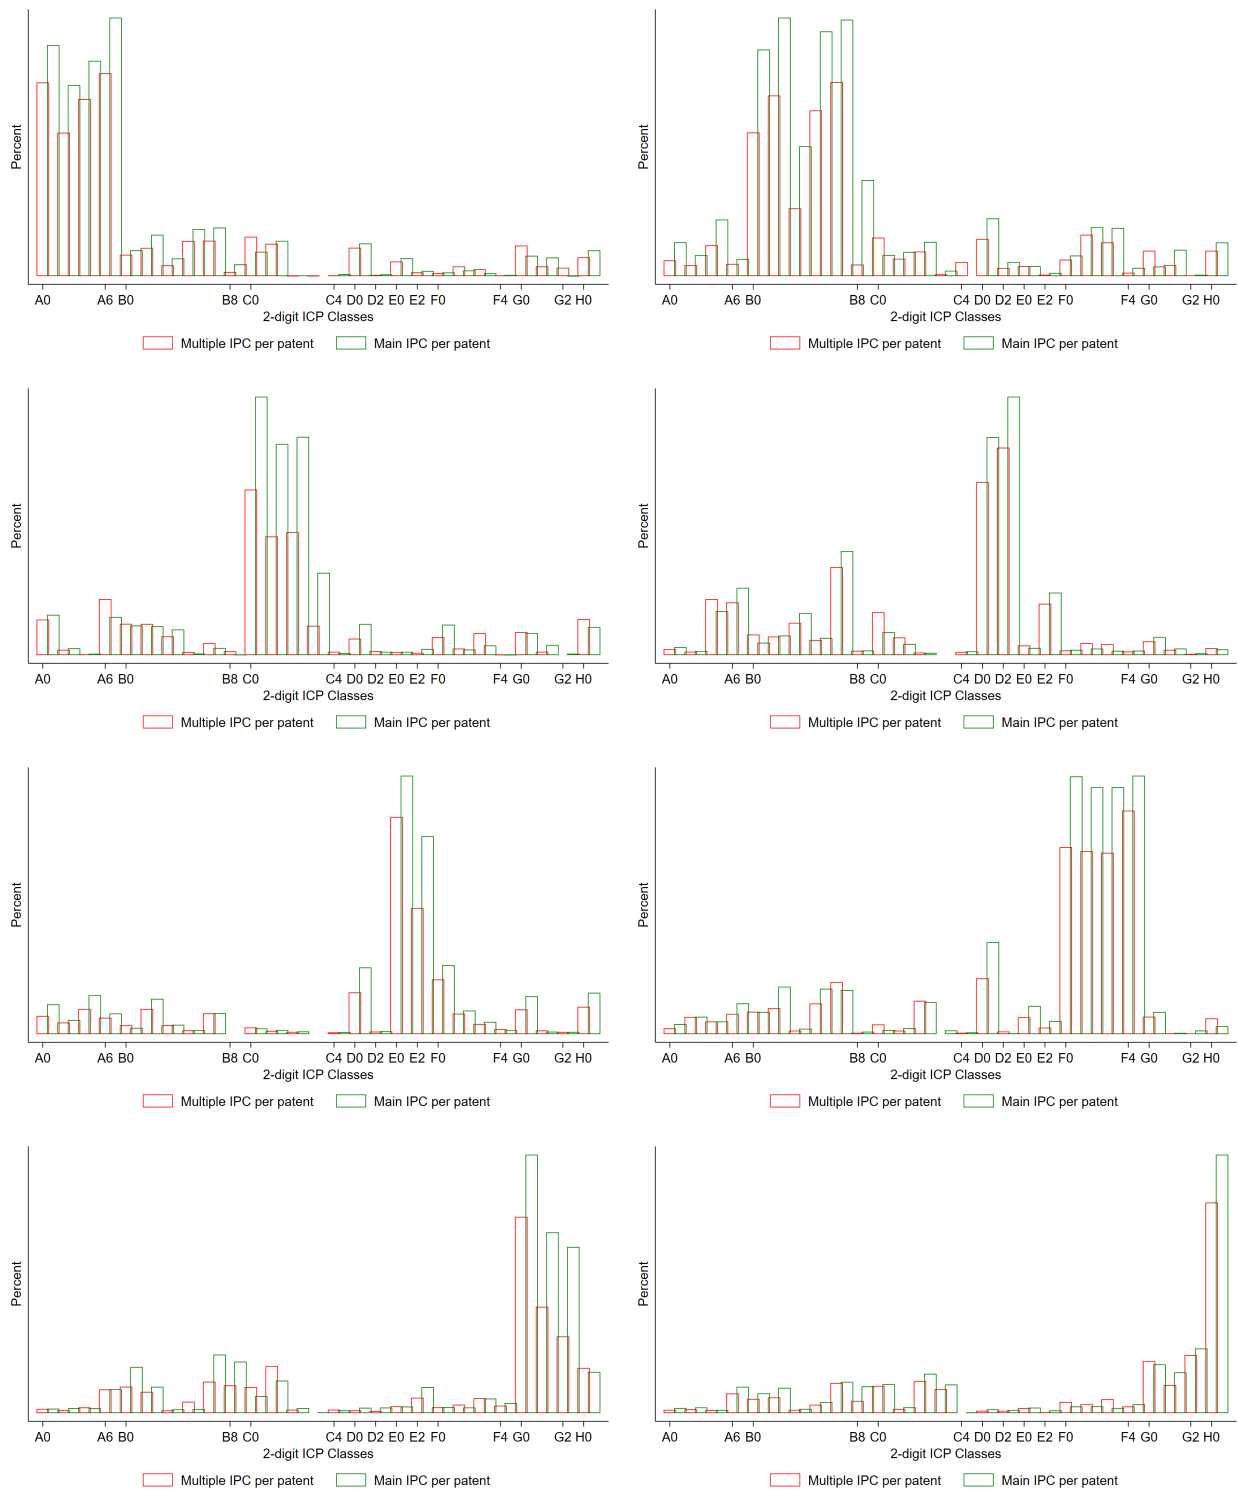 Percent
A0 A6 B0 B8 C0 C4 D0 D2 E0 E2 F0 F4 G0 G2 H0
2-digit ICP Classes
Multiple IPC per patent Main IPC per patent
Percent
A0 A6 B0 B8 C0 C4 D0 D2 E0 E2 F0 F4 G0 G2 H0
2-digit ICP Classes
Multiple IPC per patent Main IPC per patent
Percent
A0 A6 B0 B8 C0 C4 D0 D2 E0 E2 F0 F4 G0 G2 H0
2-digit ICP Classes
Multiple IPC per patent Main IPC per patent
Percent
A0 A6 B0 B8 C0 C4 D0 D2 E0 E2 F0 F4 G0 G2 H0
2-digit ICP Classes
Multiple IPC per patent Main IPC per patent
Percent
A0 A6 B0 B8 C0 C4 D0 D2 E0 E2 F0 F4 G0 G2 H0
2-digit ICP Classes
Multiple IPC per patent Main IPC per patent
Percent
A0 A6 B0 B8 C0 C4 D0 D2 E0 E2 F0 F4 G0 G2 H0
2-digit ICP Classes
Multiple IPC per patent Main IPC per patent
Percent
A0 A6 B0 B8 C0 C4 D0 D2 E0 E2 F0 F4 G0 G2 H0
2-digit ICP Classes
Multiple IPC per patent Main IPC per patent
Percent
A0 A6 B0 B8 C0 C4 D0 D2 E0 E2 F0 F4 G0 G2 H0
2-digit ICP Classes
Multiple IPC per patent Main IPC per patent